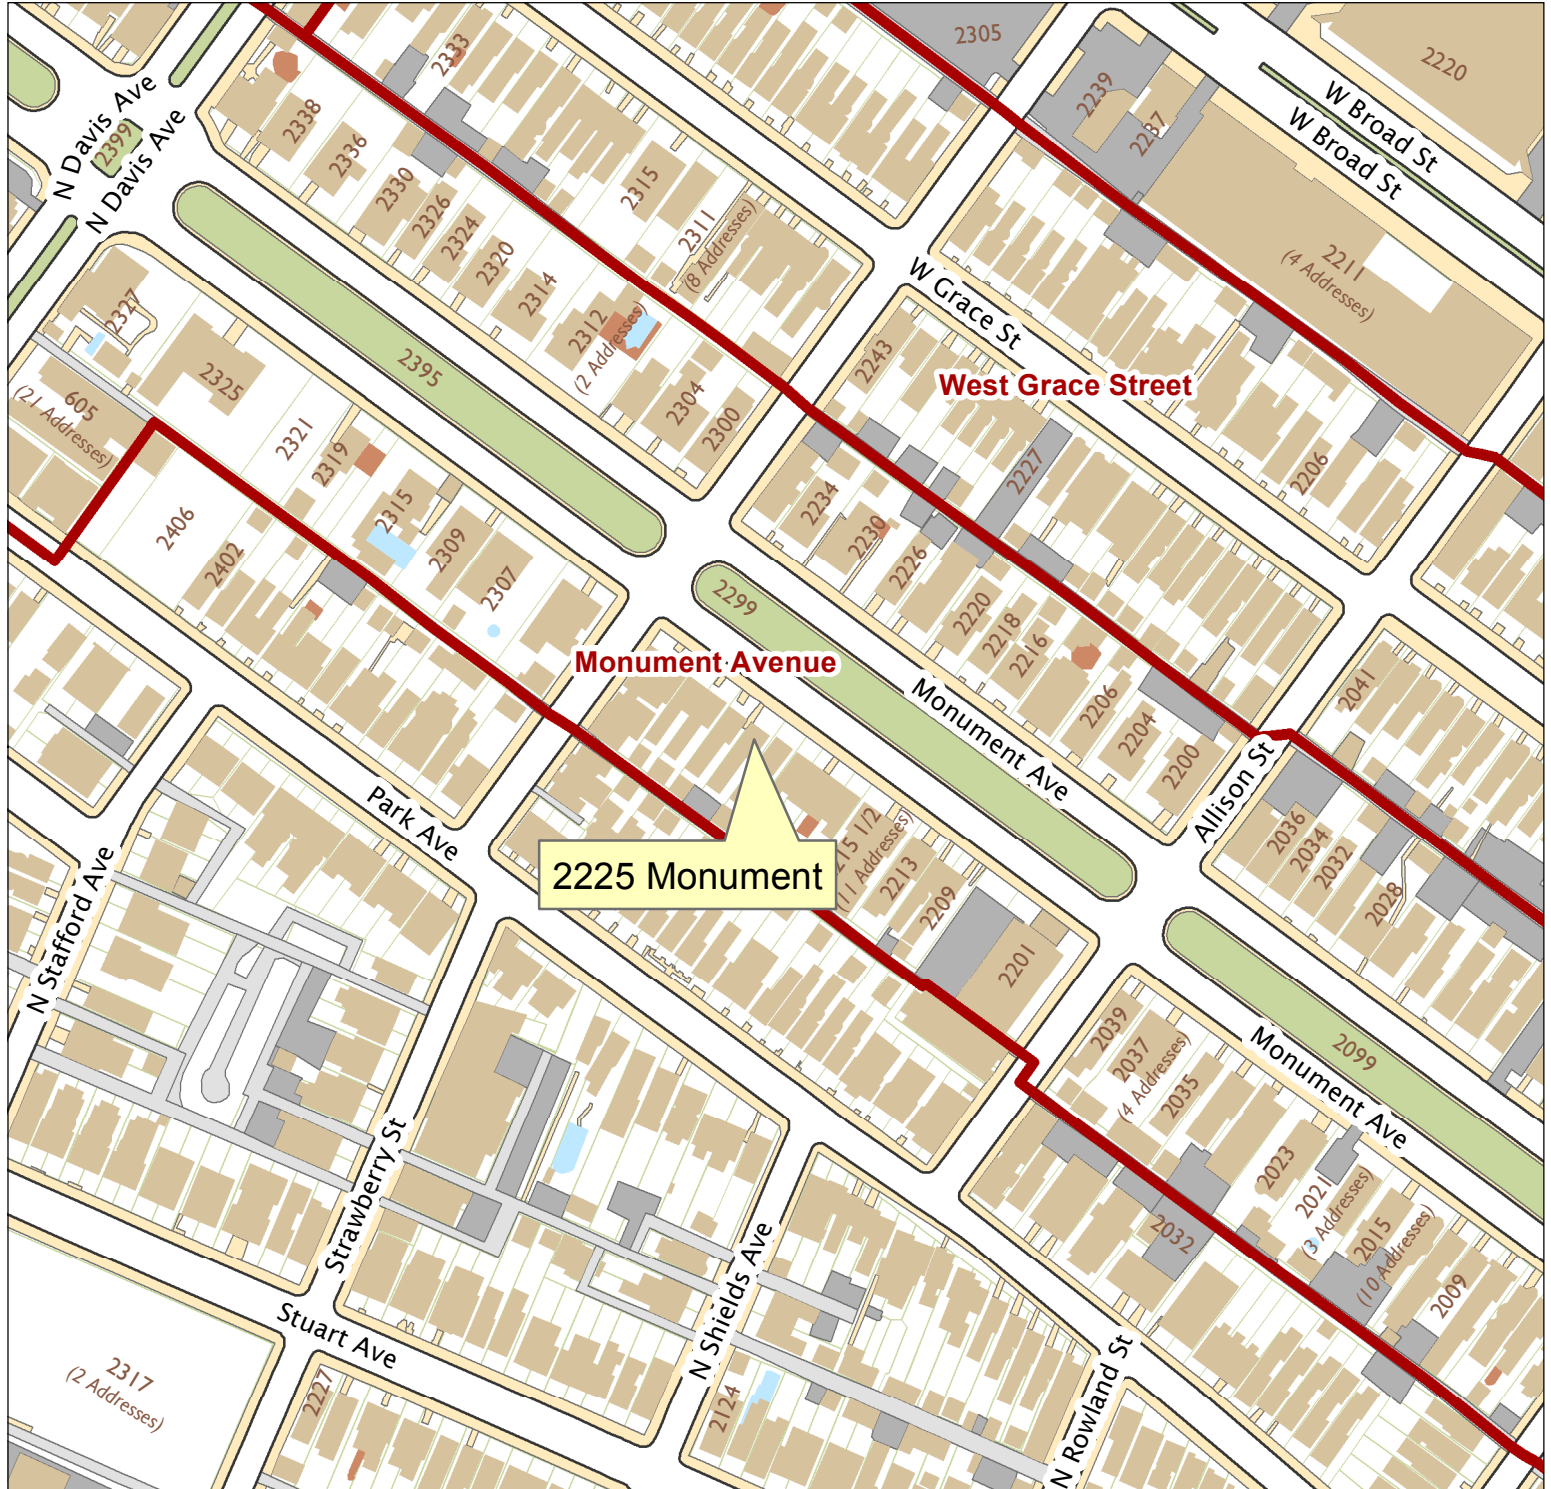 2305
2220
2333
2239
2237
W Broad St
W Broad St
N Davis Ave
2399
N Davis Ave
2338
2336
2330
2326
2324
2320
2314
2312
(2 Addresses)
2315
2311
(8 Addresses)
2304
2300
2211
(4 Addresses)
W Grace St
2243
West Grace Street
2327
2325
2395
605
(21 Addresses)
2321
2319
2315
2309
2307
2406
2402
2234
2230
2226
2227
2206
2220
2218
2216
2206
2204
2200
2299
Monument Avenue
Monument Ave
2041
Allison St
Park Ave
2225 Monument
2215 1/2
(11 Addresses)
2213
2209
2201
2036
2034
2032
2028
N Stafford Ave
2039
2037
(4 Addresses)
2035
Monument Ave
2099
2023
2021
(3 Addresses)
2015
(10 Addresses)
2009
2032
Strawberry St
N Shields Ave
Stuart Ave
N Rowland St
2317
(2 Addresses)
2227
2124